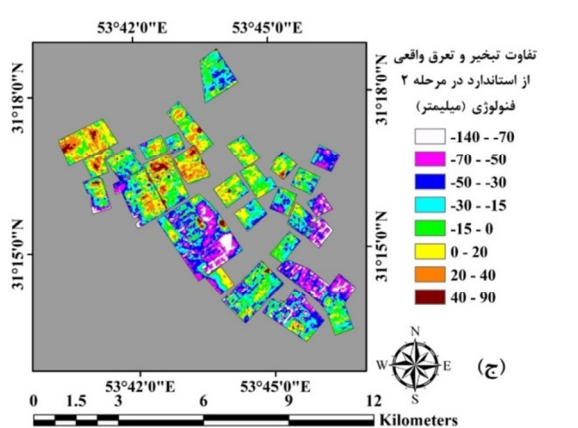 53°42'0"E 53°45'0"E
31°18'0"N
31°15'0"N
31°18'0"N
31°15'0"N
53°42'0"E 53°45'0"E
تفاوت تبخیر و تعرق واقعی
از استاندارد در مرحله ۲
فنولوژی (میلیمتر)
-140 - -70
-70 - -50
-50 - -30
-30 - -15
-15 - 0
0 - 20
20 - 40
40 - 90
N
W E
S
(ج)
0 1.5 3 6 9 12
Kilometers